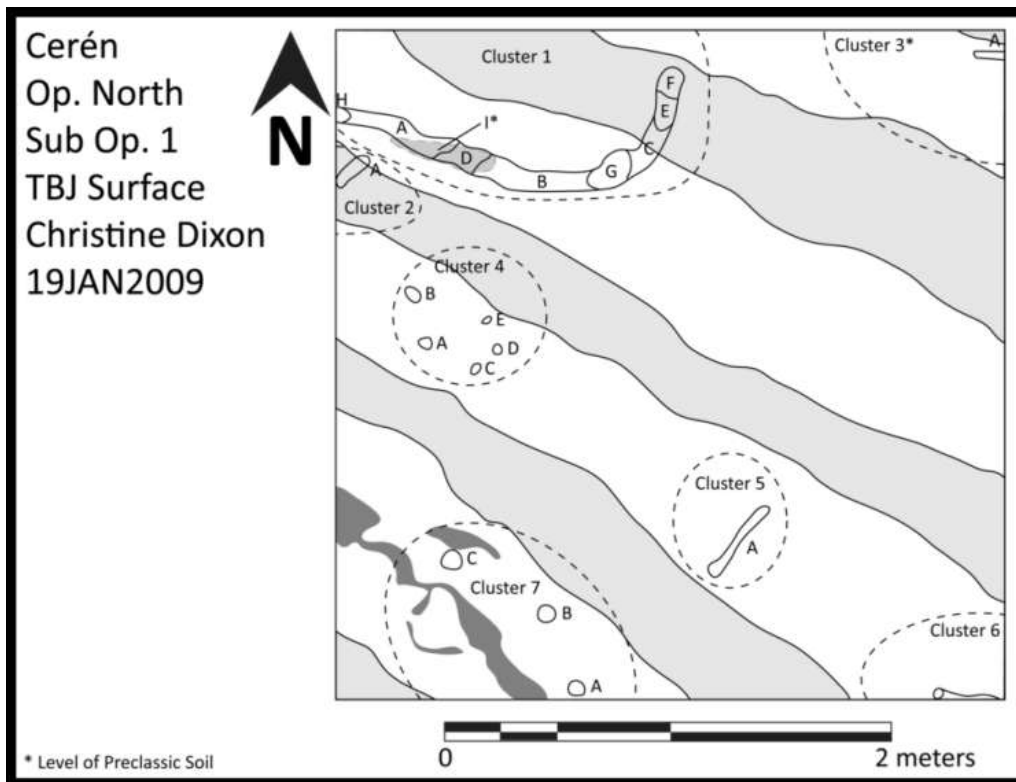 Cerén
Op. North
Sub Op. 1
TBJ Surface
Christine Dixon
19JAN2009
N
Cluster 1
Cluster 3*
A
F
E
H
A
I*
C
D
G
B
A
Cluster 2
Cluster 4
B
E
A
D
C
Cluster 5
A
C
Cluster 7
B
Cluster 6
A
0
2 meters
* Level of Preclassic Soil